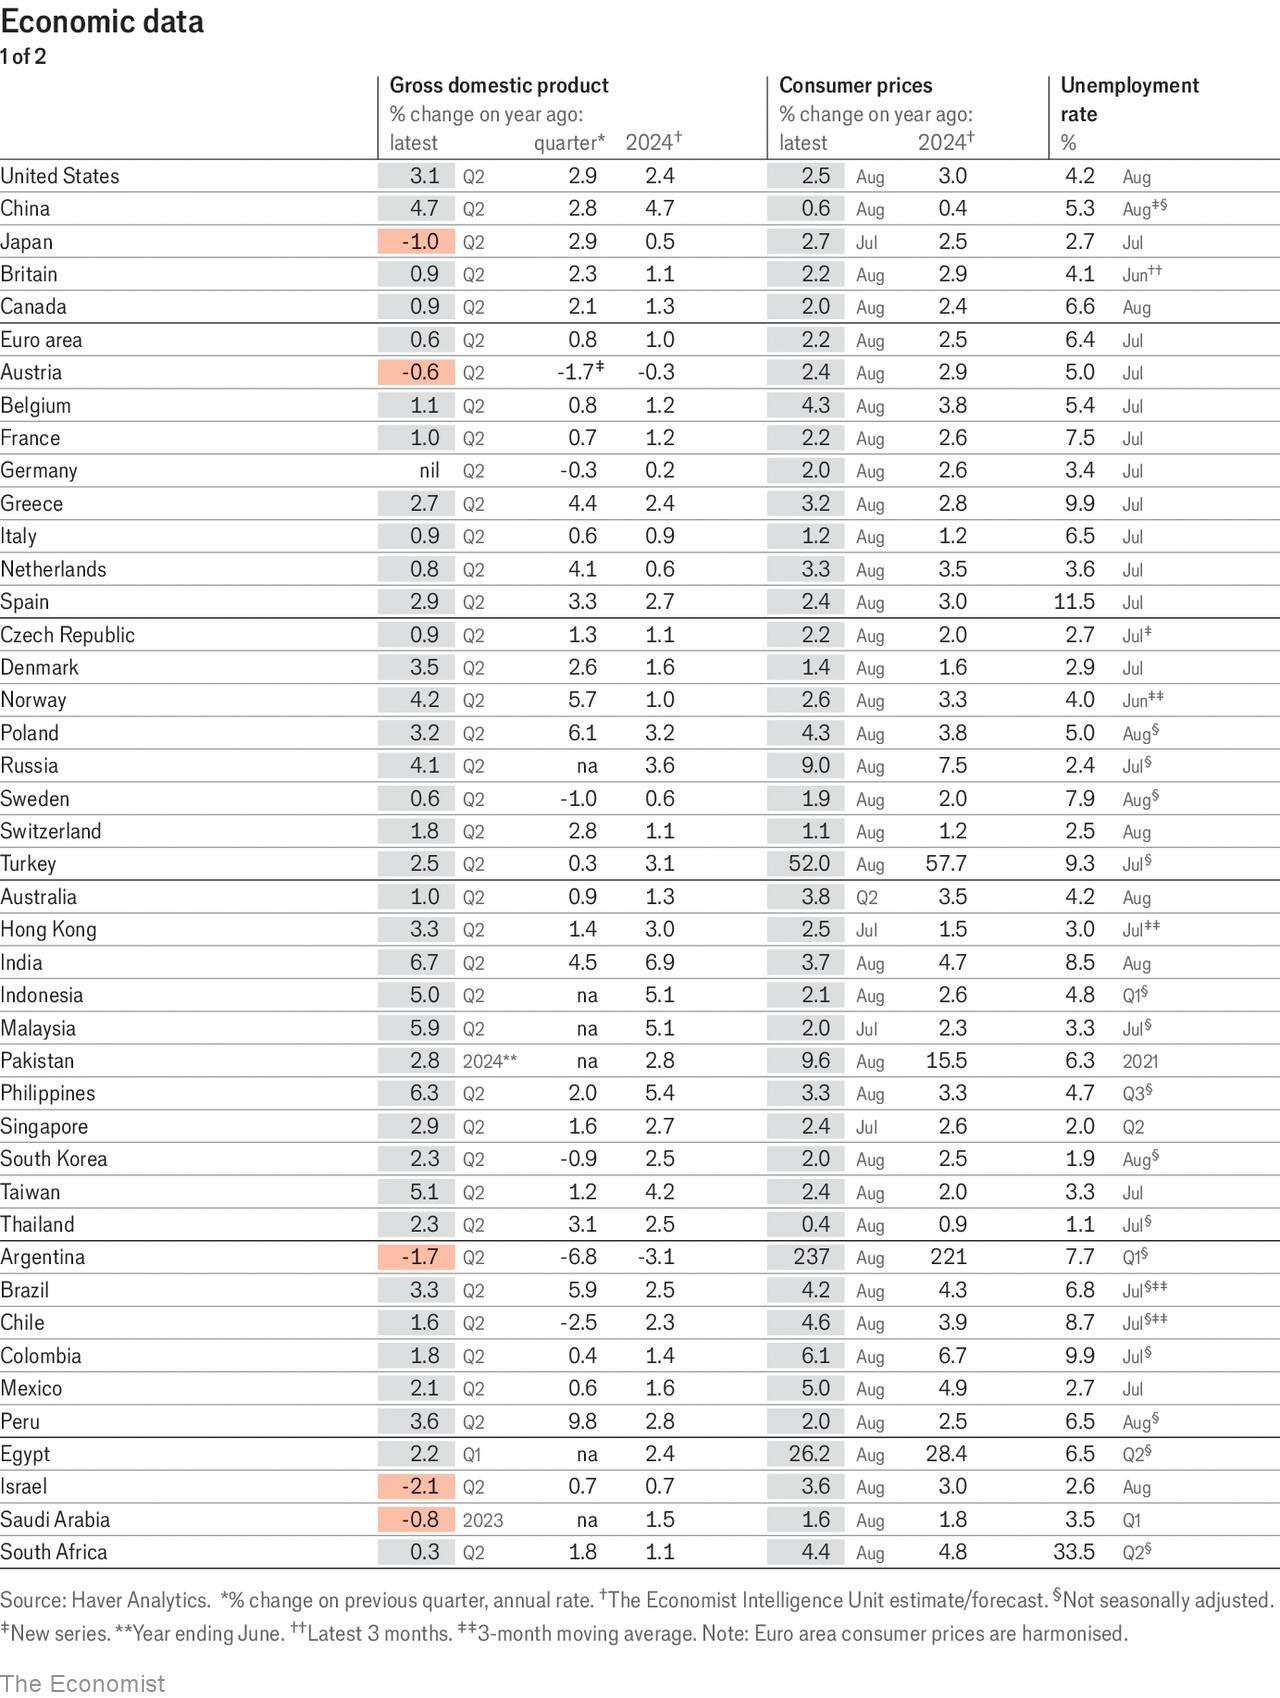 Economic data
1 of 2
Gross domestic product Consumer prices Unemployment
% change on year ago: % change on year ago: rate
latest quarter* 2024† latest 2024† %
United States 3.1 Q2 2.9 2.4 2.5 Aug 3.0 4.2 Aug
China 4.7 Q2 2.8 4.7 0.6 Aug 0.4 5.3 Aug‡§
Japan -1.0 Q2 2.9 0.5 2.7 Jul 2.5 2.7 Jul
Britain 0.9 Q2 2.3 1.1 2.2 Aug 2.9 4.1 Jun††
Canada 0.9 Q2 2.1 1.3 2.0 Aug 2.4 6.6 Aug
Euro area 0.6 Q2 0.8 1.0 2.2 Aug 2.5 6.4 Jul
Austria -0.6 Q2 -1.7‡ -0.3 2.4 Aug 2.9 5.0 Jul
Belgium 1.1 Q2 0.8 1.2 4.3 Aug 3.8 5.4 Jul
France 1.0 Q2 0.7 1.2 2.2 Aug 2.6 7.5 Jul
Germany nil Q2 -0.3 0.2 2.0 Aug 2.6 3.4 Jul
Greece 2.7 Q2 4.4 2.4 3.2 Aug 2.8 9.9 Jul
Italy 0.9 Q2 0.6 0.9 1.2 Aug 1.2 6.5 Jul
Netherlands 0.8 Q2 4.1 0.6 3.3 Aug 3.5 3.6 Jul
Spain 2.9 Q2 3.3 2.7 2.4 Aug 3.0 11.5 Jul
Czech Republic 0.9 Q2 1.3 1.1 2.2 Aug 2.0 2.7 Jul‡
Denmark 3.5 Q2 2.6 1.6 1.4 Aug 1.6 2.9 Jul
Norway 4.2 Q2 5.7 1.0 2.6 Aug 3.3 4.0 Jun‡‡
Poland 3.2 Q2 6.1 3.2 4.3 Aug 3.8 5.0 Aug§
Russia 4.1 Q2 na 3.6 9.0 Aug 7.5 2.4 Jul§
Sweden 0.6 Q2 -1.0 0.6 1.9 Aug 2.0 7.9 Aug§
Switzerland 1.8 Q2 2.8 1.1 1.1 Aug 1.2 2.5 Aug
Turkey 2.5 Q2 0.3 3.1 52.0 Aug 57.7 9.3 Jul§
Australia 1.0 Q2 0.9 1.3 3.8 Q2 3.5 4.2 Aug
Hong Kong 3.3 Q2 1.4 3.0 2.5 Jul 1.5 3.0 Jul‡‡
India 6.7 Q2 4.5 6.9 3.7 Aug 4.7 8.5 Aug
Indonesia 5.0 Q2 na 5.1 2.1 Aug 2.6 4.8 Q1§
Malaysia 5.9 Q2 na 5.1 2.0 Jul 2.3 3.3 Jul§
Pakistan 2.8 2024** na 2.8 9.6 Aug 15.5 6.3 2021
Philippines 6.3 Q2 2.0 5.4 3.3 Aug 3.3 4.7 Q3§
Singapore 2.9 Q2 1.6 2.7 2.4 Jul 2.6 2.0 Q2
South Korea 2.3 Q2 -0.9 2.5 2.0 Aug 2.5 1.9 Aug§
Taiwan 5.1 Q2 1.2 4.2 2.4 Aug 2.0 3.3 Jul
Thailand 2.3 Q2 3.1 2.5 0.4 Aug 0.9 1.1 Jul§
Argentina -1.7 Q2 -6.8 -3.1 237 Aug 221 7.7 Q1§
Brazil 3.3 Q2 5.9 2.5 4.2 Aug 4.3 6.8 Jul§‡‡
Chile 1.6 Q2 -2.5 2.3 4.6 Aug 3.9 8.7 Jul§‡‡
Colombia 1.8 Q2 0.4 1.4 6.1 Aug 6.7 9.9 Jul§
Mexico 2.1 Q2 0.6 1.6 5.0 Aug 4.9 2.7 Jul
Peru 3.6 Q2 9.8 2.8 2.0 Aug 2.5 6.5 Aug§
Egypt 2.2 Q1 na 2.4 26.2 Aug 28.4 6.5 Q2§
Israel -2.1 Q2 0.7 0.7 3.6 Aug 3.0 2.6 Aug
Saudi Arabia -0.8 2023 na 1.5 1.6 Aug 1.8 3.5 Q1
South Africa 0.3 Q2 1.8 1.1 4.4 Aug 4.8 33.5 Q2§
Source: Haver Analytics. *% change on previous quarter, annual rate. †The Economist Intelligence Unit estimate/forecast. §Not seasonally adjusted.
‡New series. **Year ending June. ††Latest 3 months. ‡‡3-month moving average. Note: Euro area consumer prices are harmonised.
The Economist